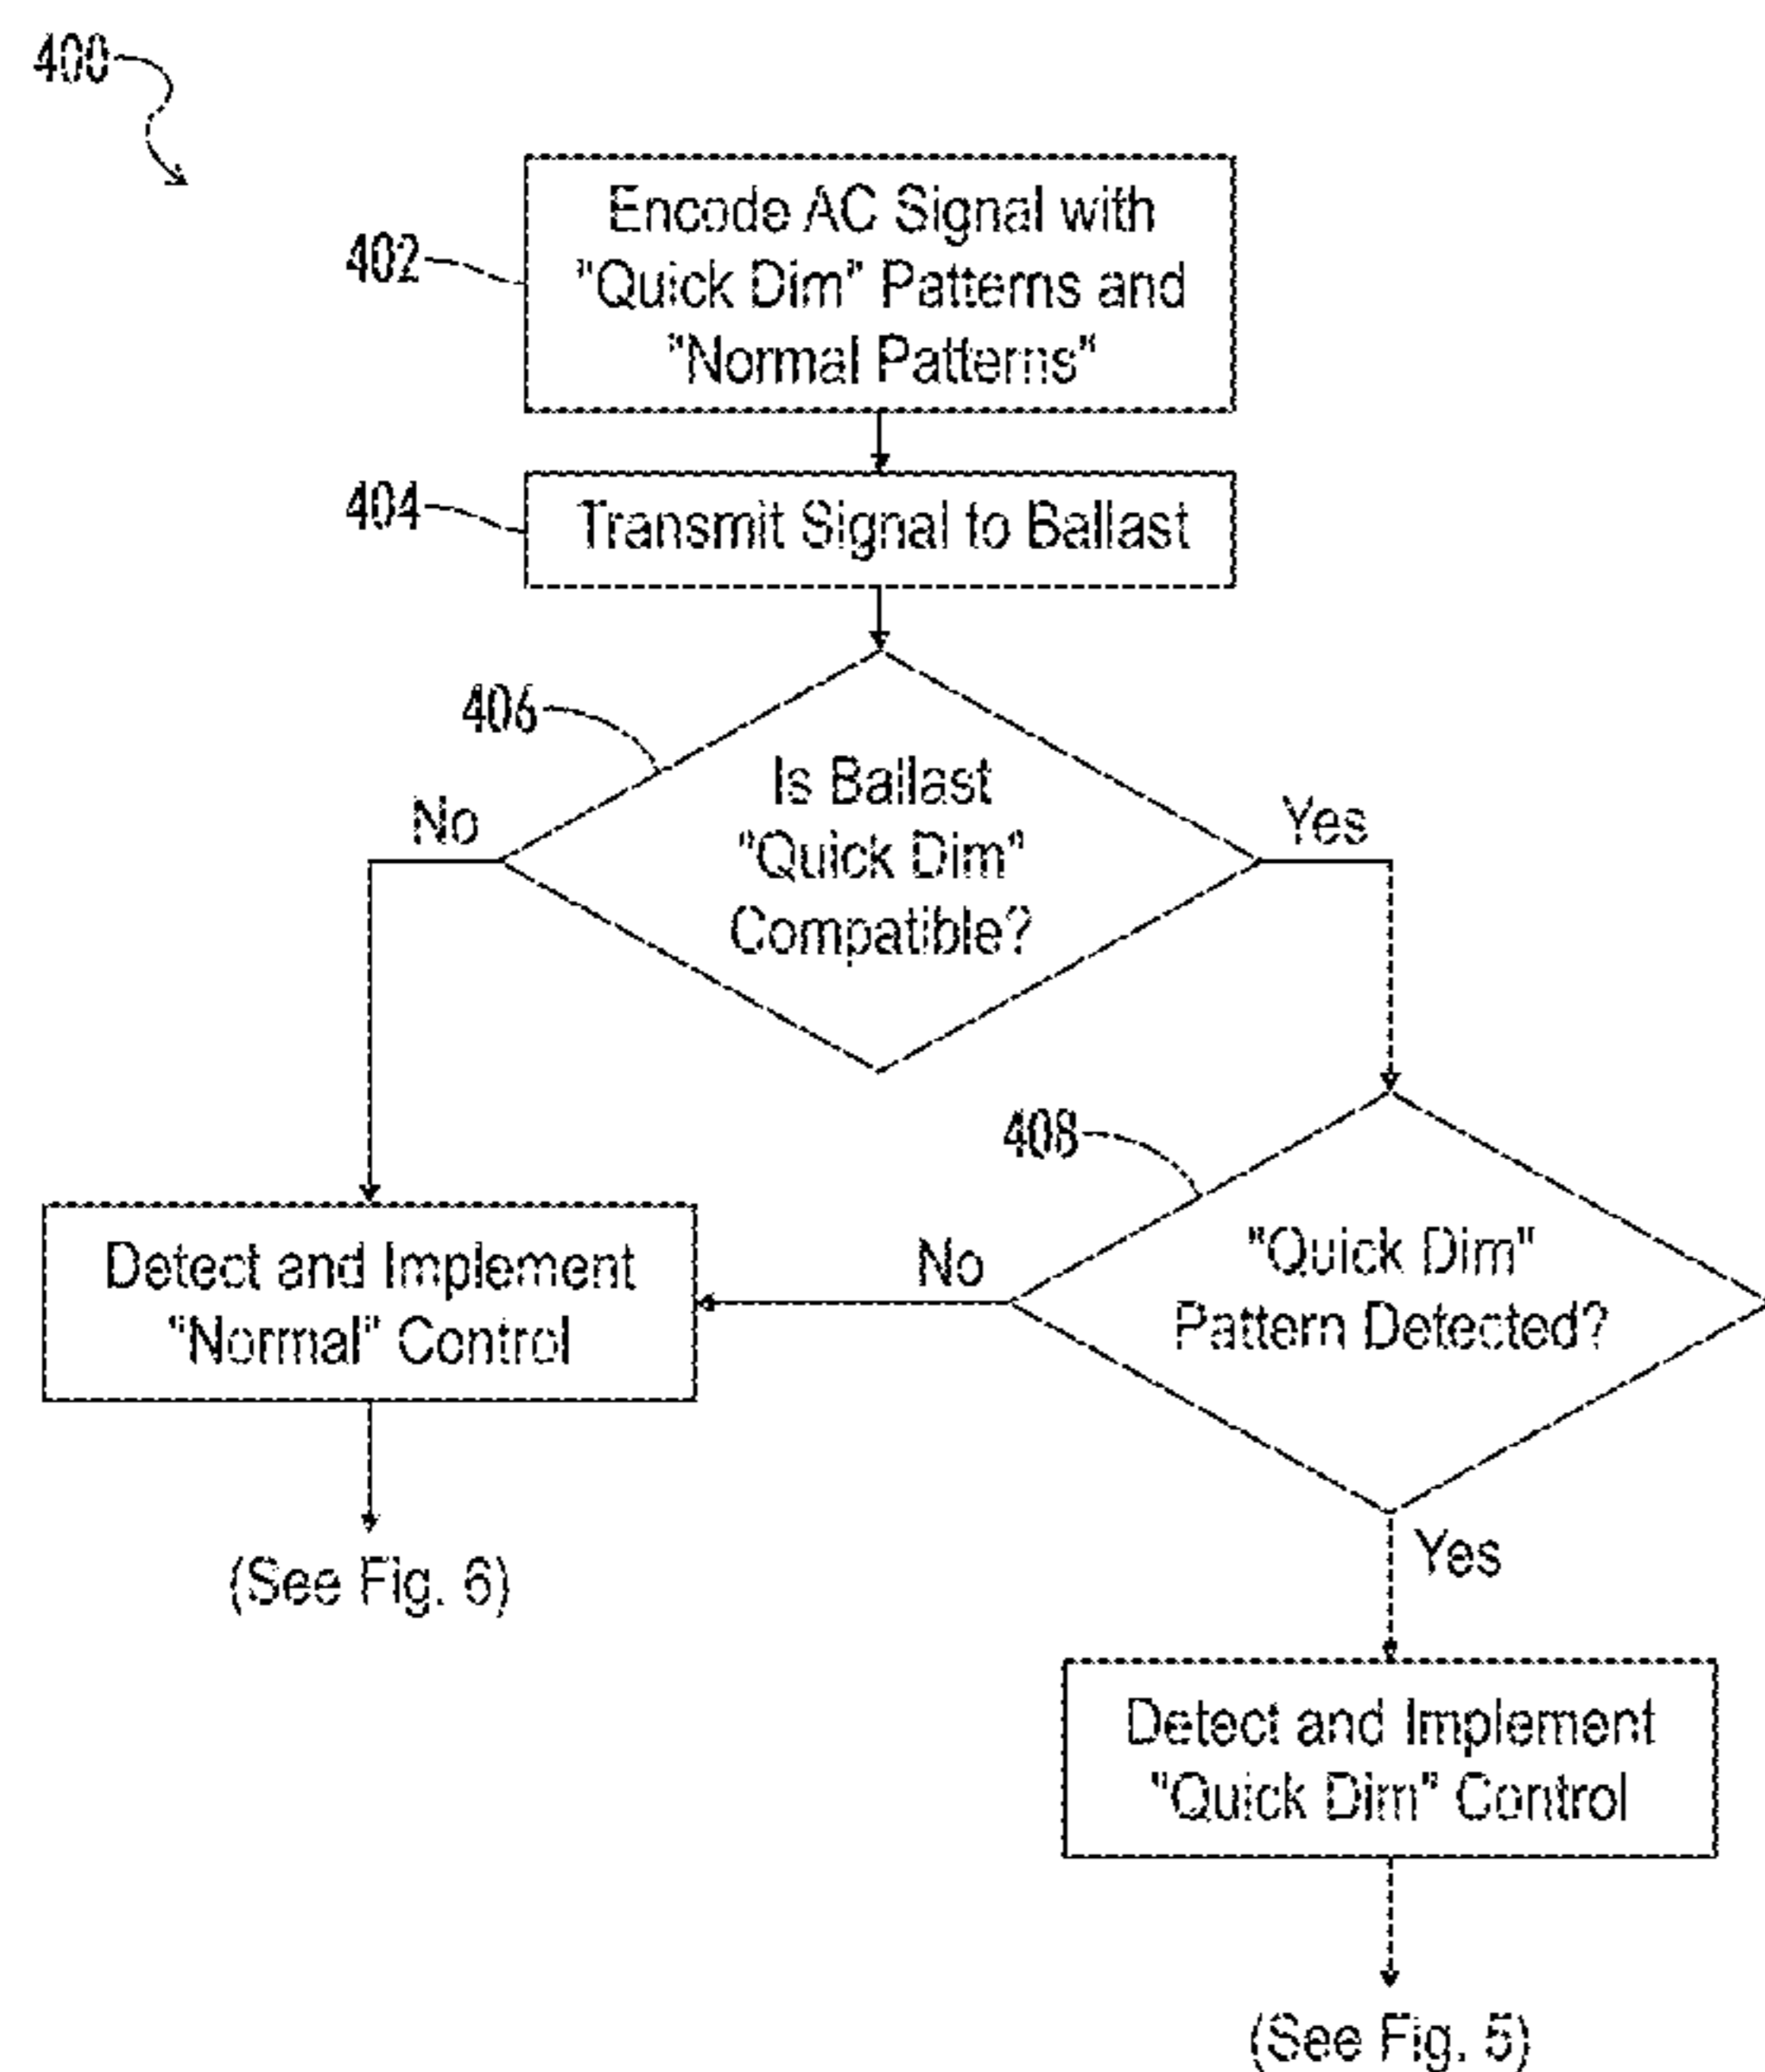 400
402
Encode AC Signal with
"Quick Dim" Patterns and
"Normal Patterns"
404
Transmit Signal to Ballast
406
Is Ballast
"Quick Dim"
Compatible?
No
Yes
408
"Quick Dim"
Pattern Detected?
No
Yes
Detect and Implement
"Normal" Control
(See Fig. 6)
Detect and Implement
"Quick Dim" Control
(See Fig. 5)